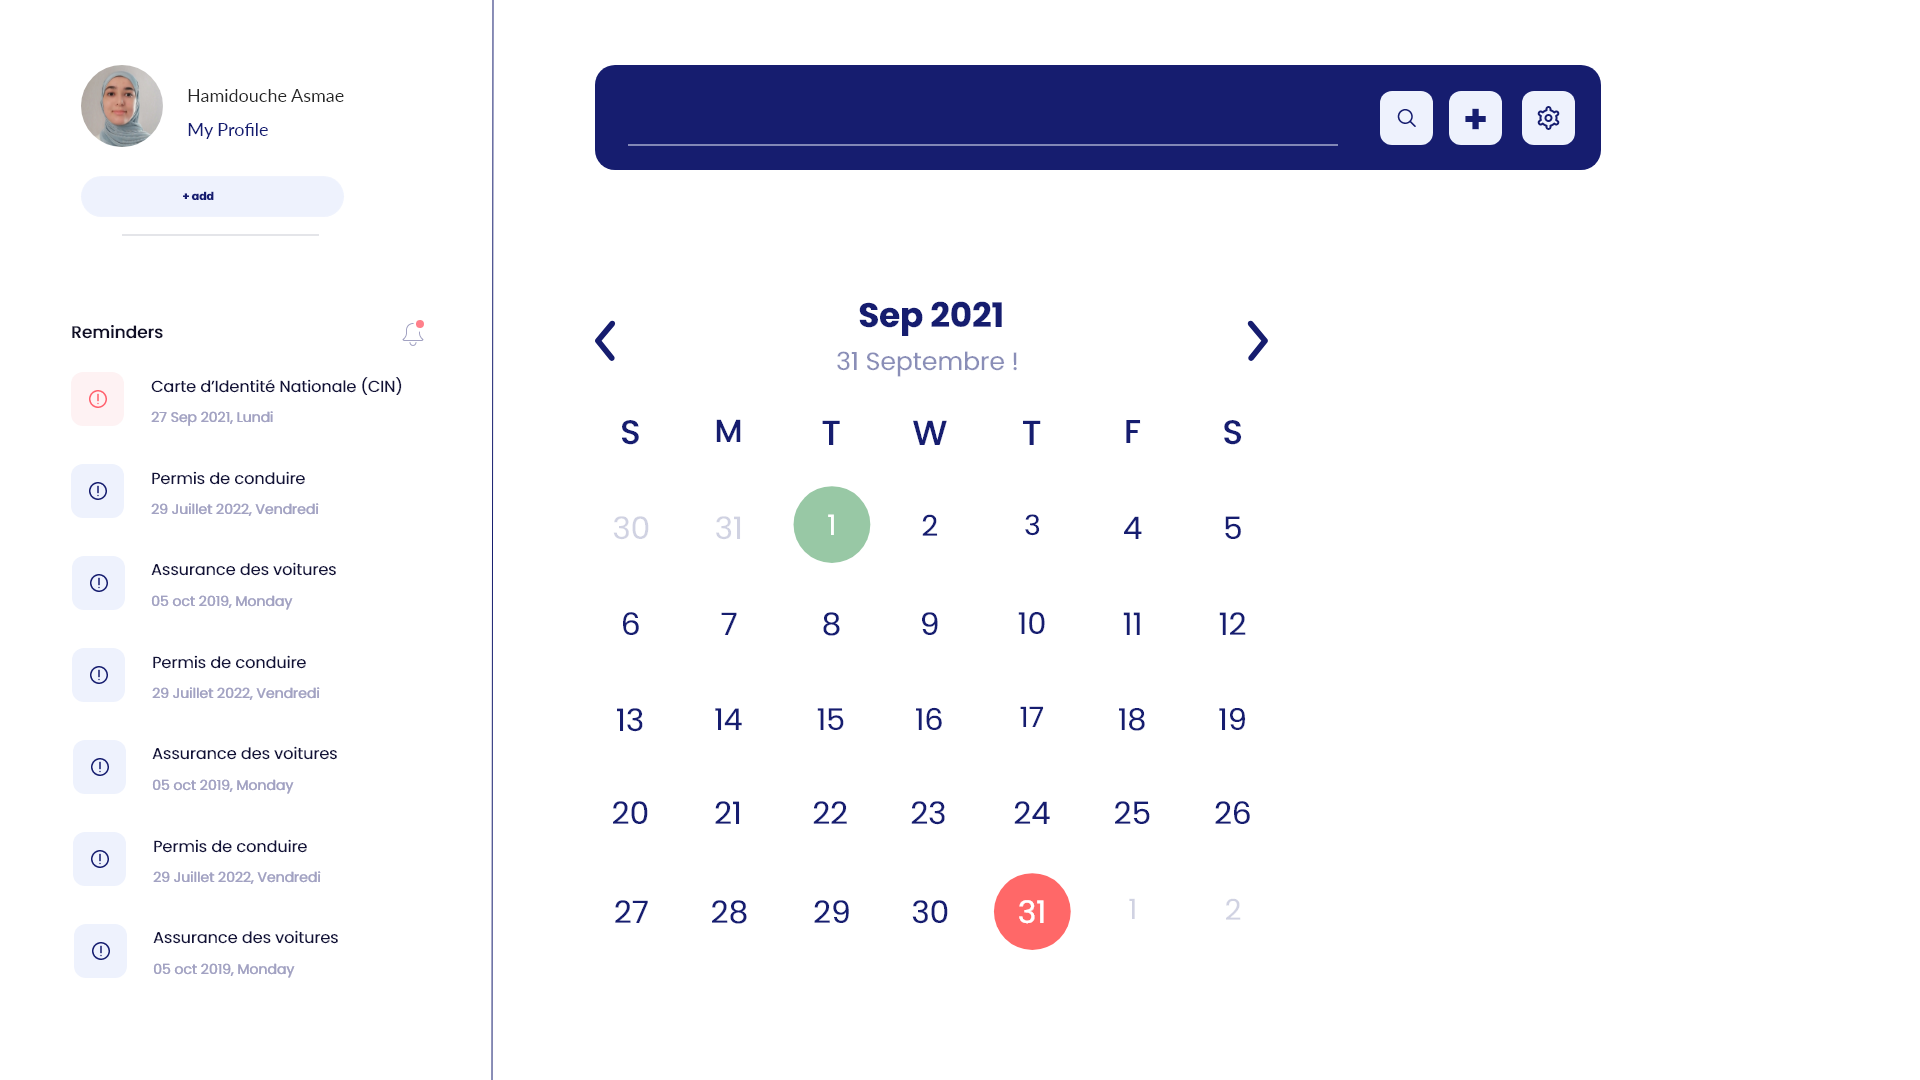 Hamidouche Asmae
My Profile
+ add
Reminders
Carte d'Identité Nationale (CIN)
27 Sep 2021, Lundi
Permis de conduire
29 Juillet 2022, Vendredi
Assurance des voitures
05 oct 2019, Monday
Permis de conduire
29 Juillet 2022, Vendredi
Assurance des voitures
05 oct 2019, Monday
Permis de conduire
29 Juillet 2022, Vendredi
Assurance des voitures
05 oct 2019, Monday
Sep 2021
31 Septembre !
S M T W T F S
30 31 1 2 3 4 5
6 7 8 9 10 11 12
13 14 15 16 17 18 19
20 21 22 23 24 25 26
27 28 29 30 31 1 2